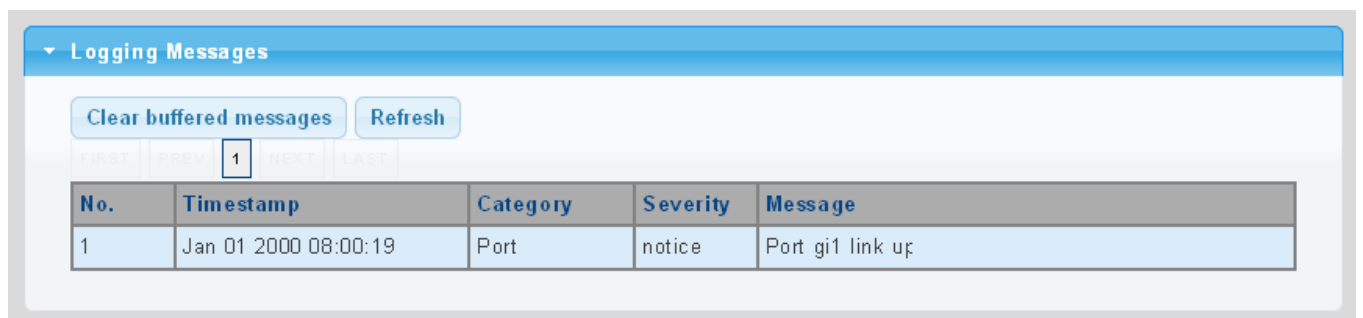 Logging Messages
Clear buffered messages Refresh
FIRST PREV 1 NEXT LAST
No. Timestamp Category Severity Message
1 Jan 01 2000 08:00:19 Port notice Port gi1 link up